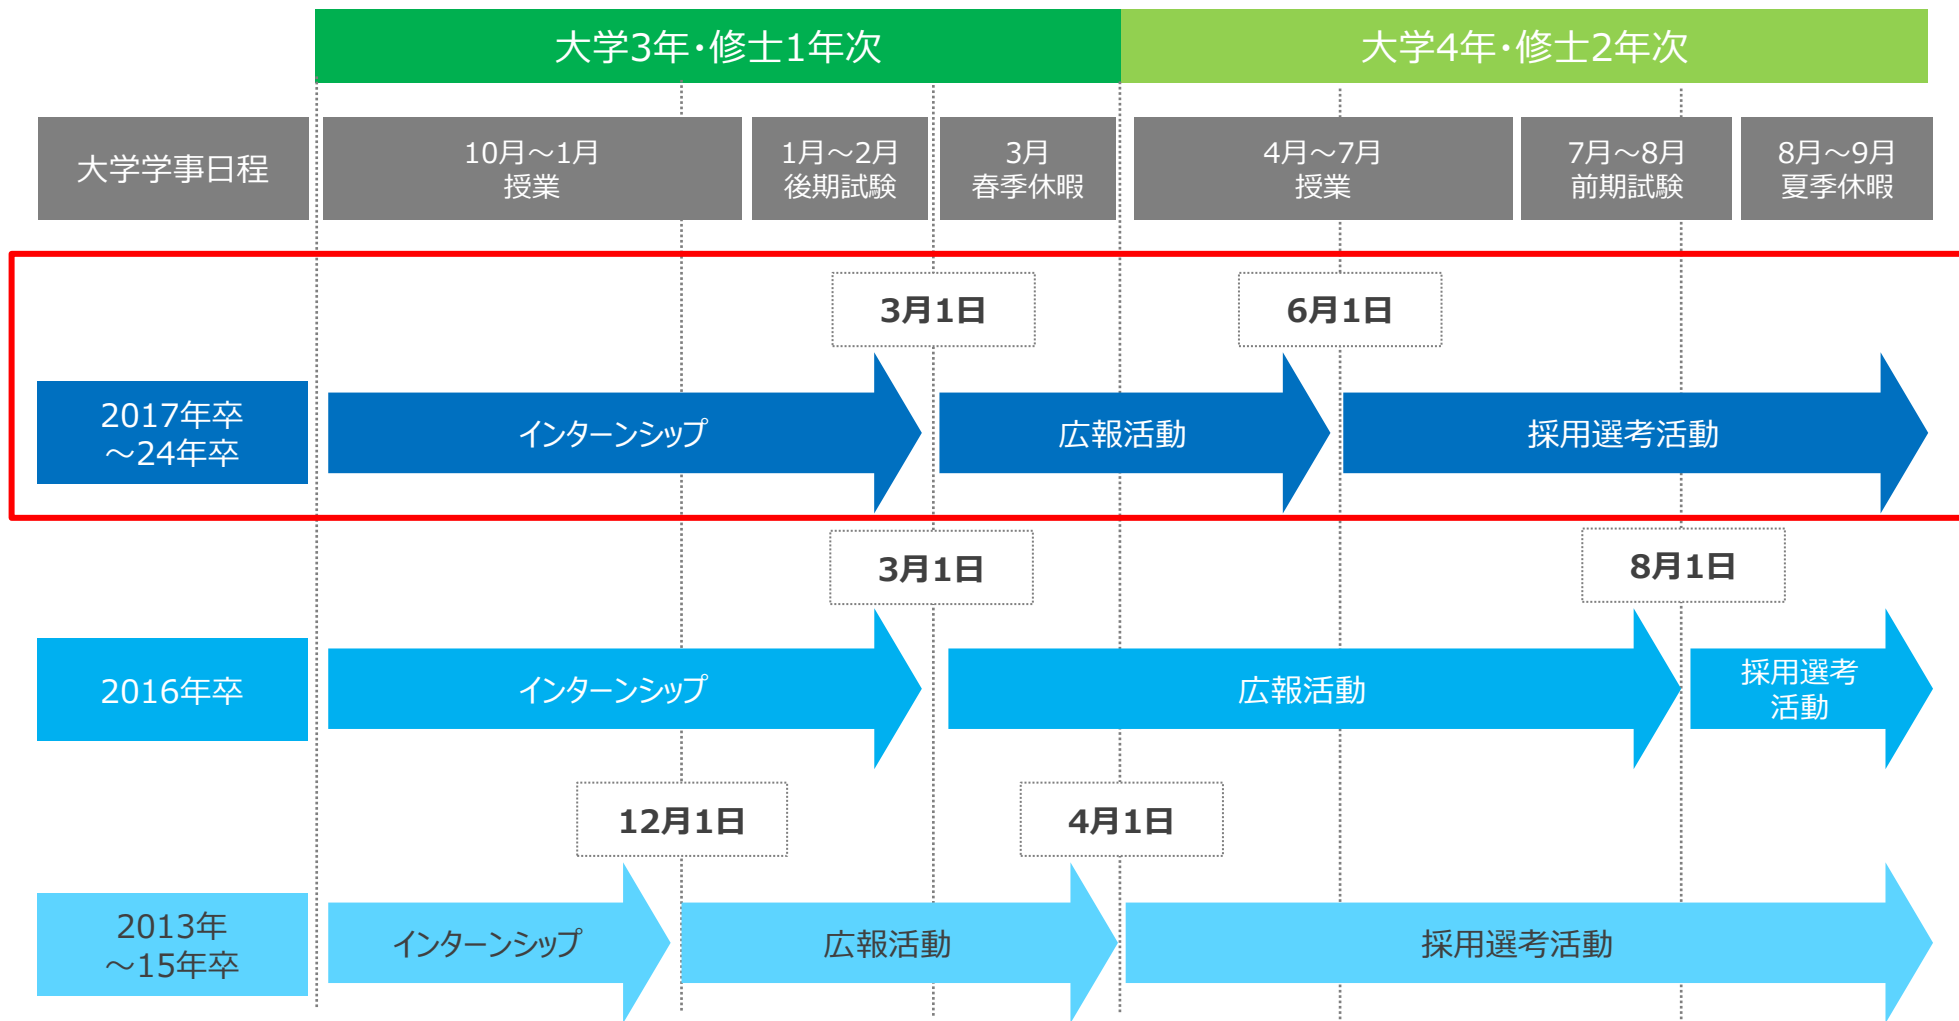 大学3年・修士1年次
大学4年・修士2年次
大学学事日程
10月～1月
授業
1月～2月
後期試験
3月
春季休暇
4月～7月
授業
7月～8月
前期試験
8月～9月
夏季休暇
3月1日
6月1日
2017年卒
～24年卒
インターンシップ
広報活動
採用選考活動
3月1日
8月1日
2016年卒
インターンシップ
広報活動
採用選考
活動
12月1日
4月1日
2013年
～15年卒
インターンシップ
広報活動
採用選考活動